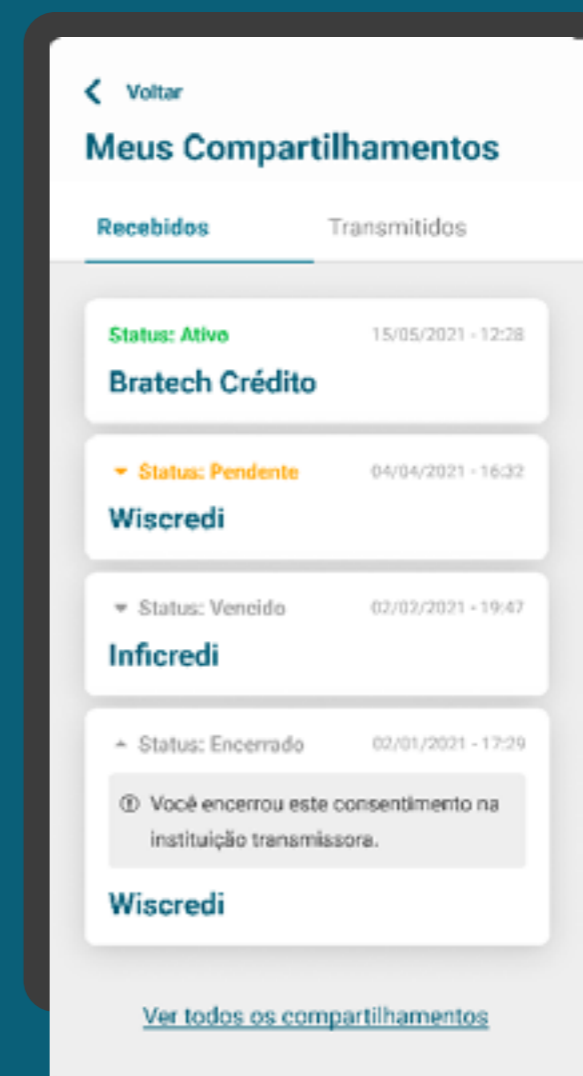 Voltar
Meus Compartilhamentos
Recebidos Transmitidos
Status: Ativo 15/05/2021 - 12:28
Bratech Crédito
Status: Pendente 04/04/2021 - 16:32
Wiscredi
Status: Vencido 02/02/2021 - 19:47
Inficredi
Status: Encerrado 02/01/2021 - 17:29
Você encerrou este consentimento na
instituição transmissora.
Wiscredi
Ver todos os compartilhamentos